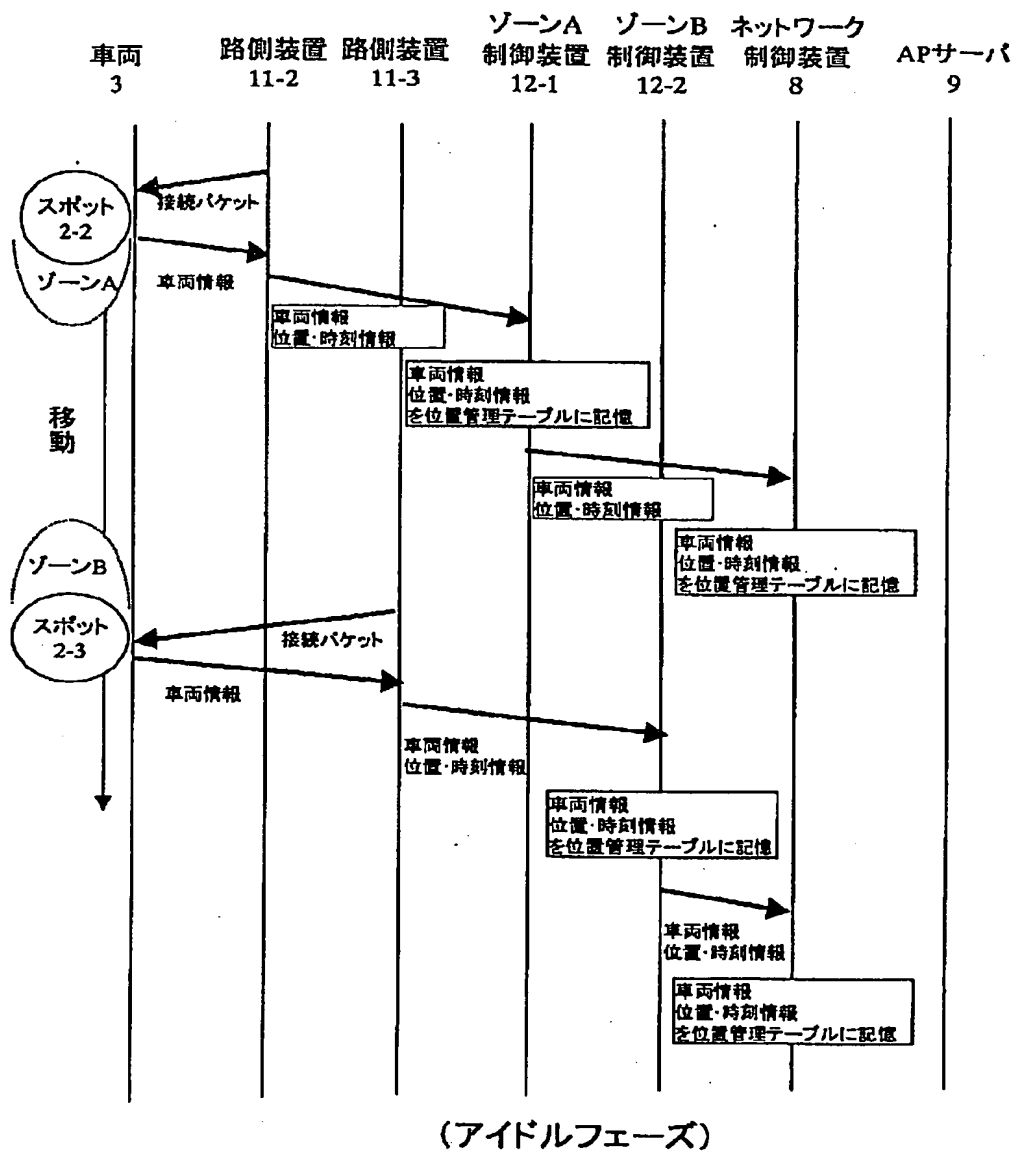 車両
3
路側装置
11-2
路側装置
11-3
ゾーンA
制御装置
12-1
ゾーンB
制御装置
12-2
ネットワーク
制御装置
8
APサーバ
9
スポット
2-2
接続パケット
ゾーンA
車両情報
車両情報
位置・時刻情報
車両情報
位置・時刻情報
を位置管理テーブルに記憶
移動
車両情報
位置・時刻情報
車両情報
位置・時刻情報
を位置管理テーブルに記憶
ゾーンB
スポット
2-3
接続パケット
車両情報
車両情報
位置・時刻情報
車両情報
位置・時刻情報
を位置管理テーブルに記憶
車両情報
位置・時刻情報
車両情報
位置・時刻情報
を位置管理テーブルに記憶
(アイドルフェーズ)